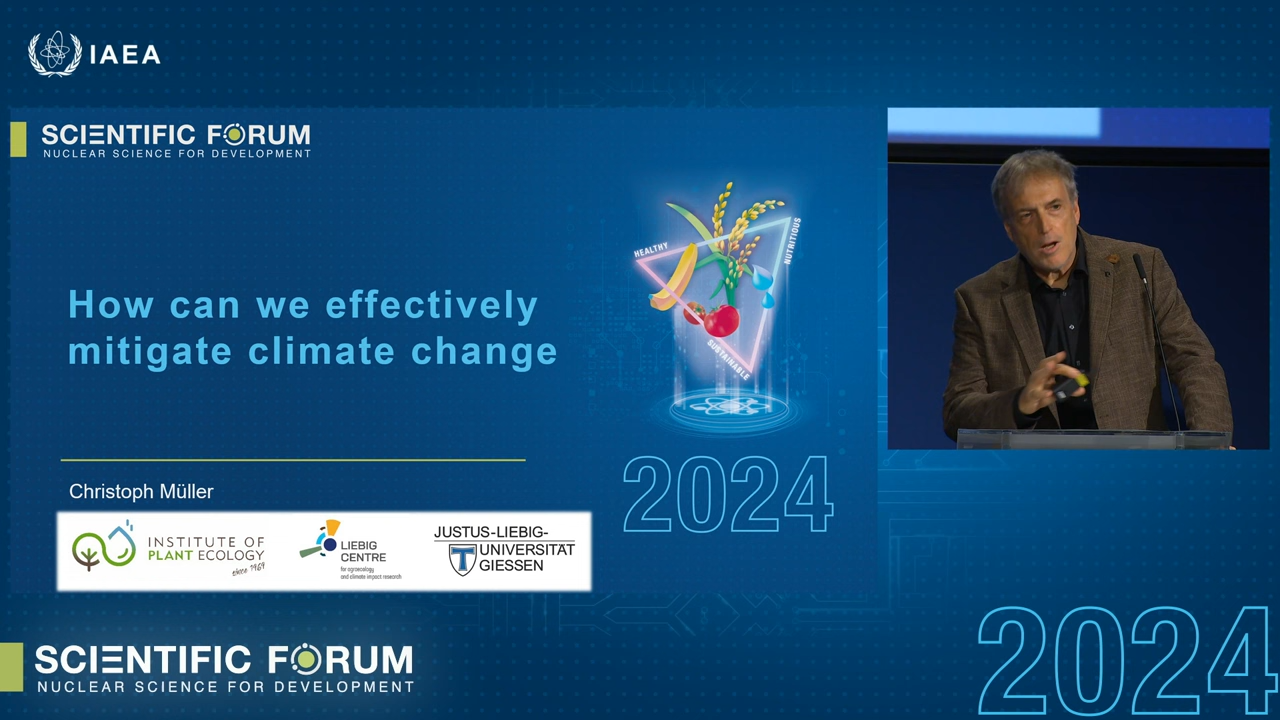 IAEA
SCIENTIFIC FORUM
NUCLEAR SCIENCE FOR DEVELOPMENT
HEALTHY
NUTRITIOUS
SUSTAINABLE
How can we effectively
mitigate climate change
2024
Christoph Müller
INSTITUTE OF
PLANT ECOLOGY
since 1969
LIEBIG
CENTRE
for agroecology
and climate impact research
JUSTUS-LIEBIG-
UNIVERSITÄT
GIESSEN
SCIENTIFIC FORUM
NUCLEAR SCIENCE FOR DEVELOPMENT
2024